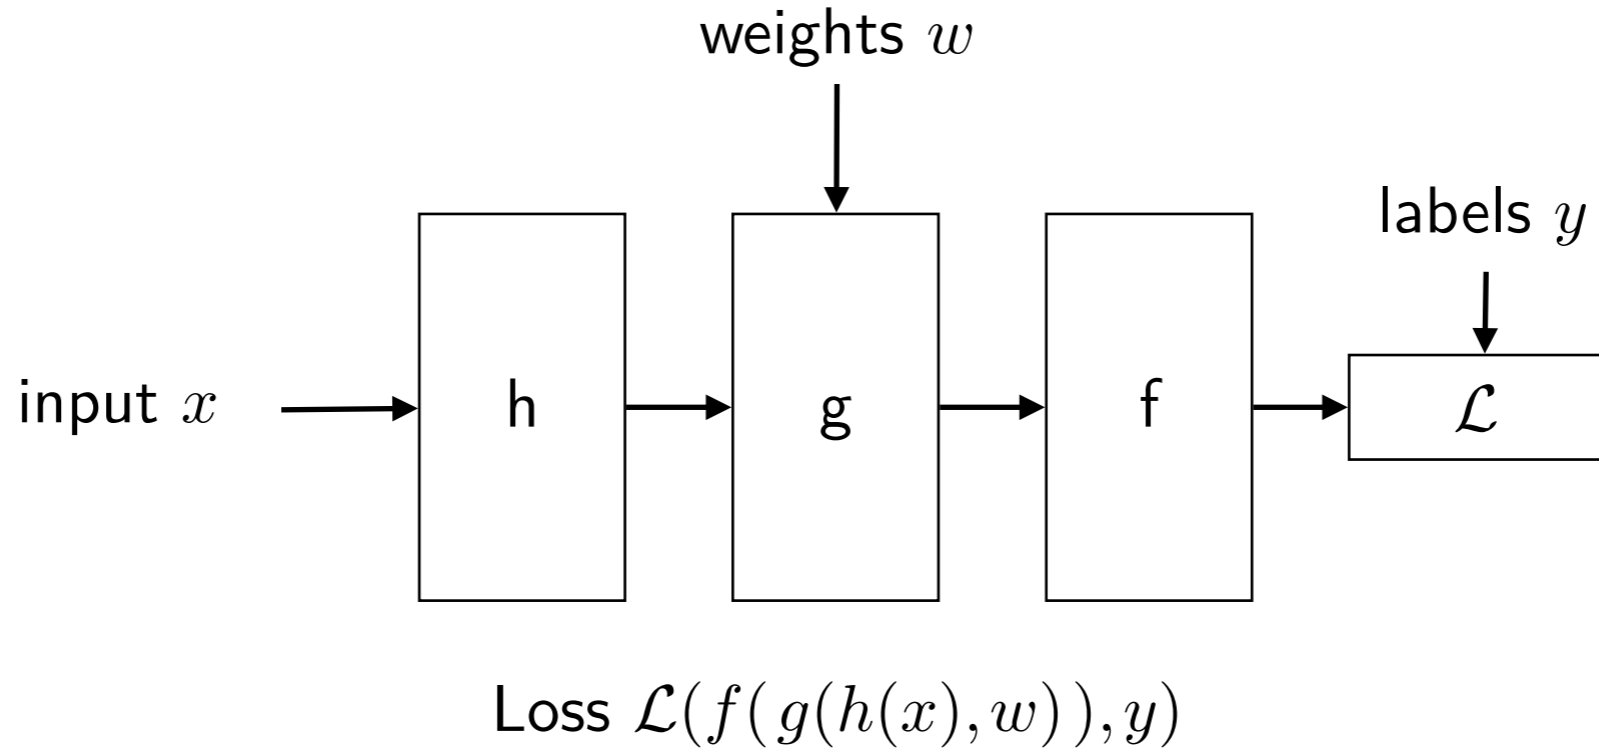 weights w
labels y
input x
h
g
f
ℒ
Loss ℒ(f(g(h(x),w)),y)